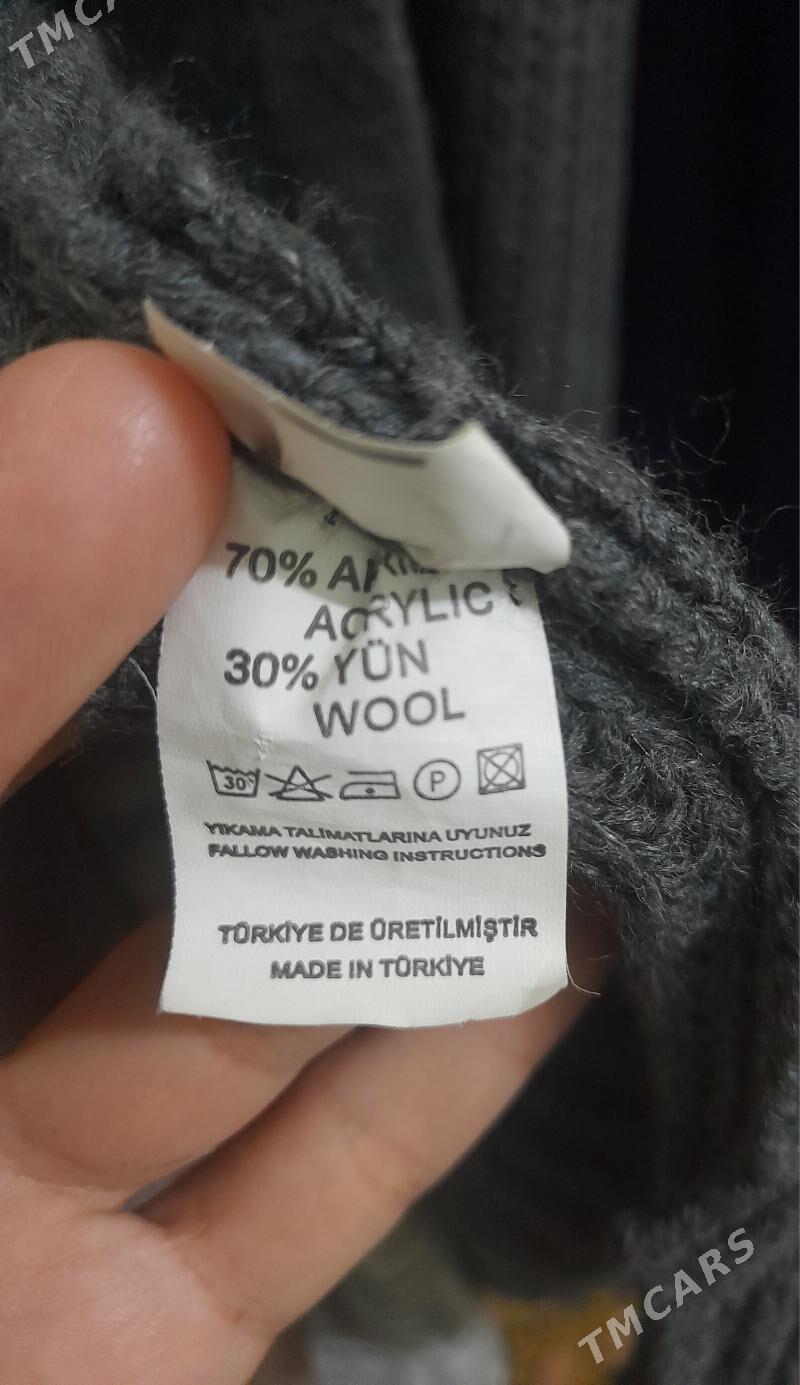 TMCA
70%
ACRYLIC
30% YÜN
WOOL
30°
P
YIKAMA TALIMATLARINA UYUNUZ
FALLOW WASHING INSTRUCTIONS
TÜRKİYE DE ÜRETİLMİŞTİR
MADE IN TÜRKİYE
TMCARS